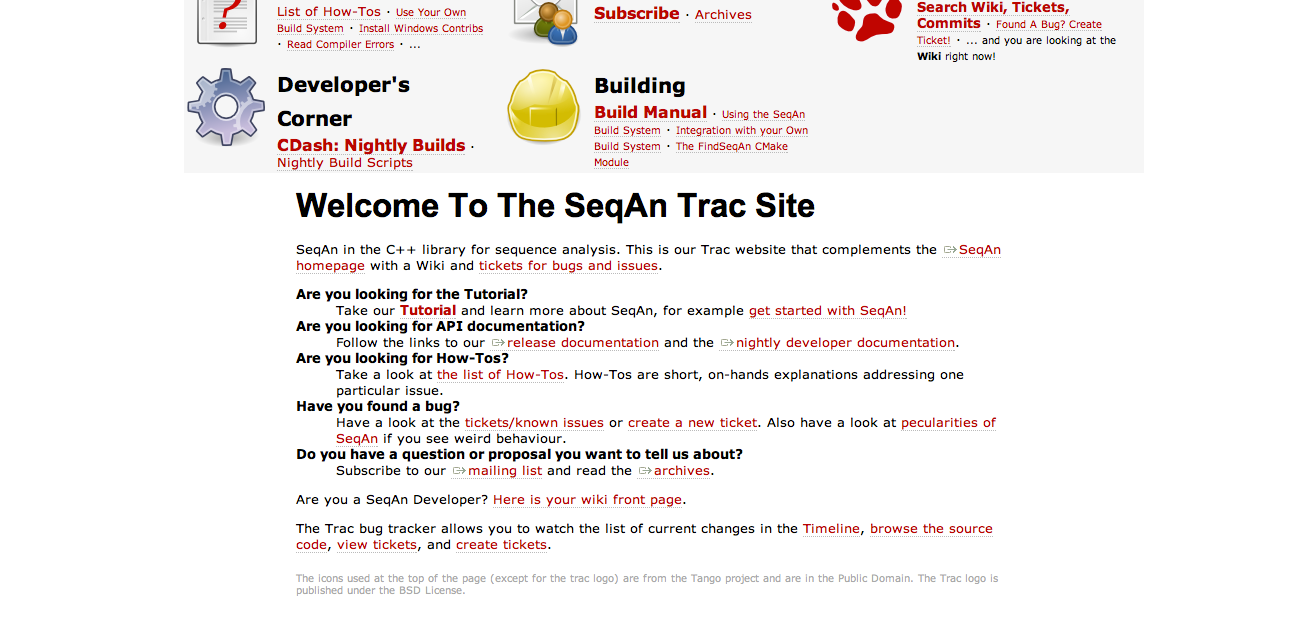 List of How-Tos · Use Your Own
Build System · Install Windows Contribs
· Read Compiler Errors · ...
Subscribe · Archives
Search Wiki, Tickets,
Commits · Found A Bug? Create
Ticket! · ... and you are looking at the
Wiki right now!
Developer's
Corner
CDash: Nightly Builds ·
Nightly Build Scripts
Building
Build Manual · Using the SeqAn
Build System · Integration with your Own
Build System · The FindSeqAn CMake
Module
Welcome To The SeqAn Trac Site
SeqAn in the C++ library for sequence analysis. This is our Trac website that complements the SeqAn
homepage with a Wiki and tickets for bugs and issues.
Are you looking for the Tutorial?
Take our Tutorial and learn more about SeqAn, for example get started with SeqAn!
Are you looking for API documentation?
Follow the links to our release documentation and the nightly developer documentation.
Are you looking for How-Tos?
Take a look at the list of How-Tos. How-Tos are short, on-hands explanations addressing one
particular issue.
Have you found a bug?
Have a look at the tickets/known issues or create a new ticket. Also have a look at pecularities of
SeqAn if you see weird behaviour.
Do you have a question or proposal you want to tell us about?
Subscribe to our mailing list and read the archives.
Are you a SeqAn Developer? Here is your wiki front page.
The Trac bug tracker allows you to watch the list of current changes in the Timeline, browse the source
code, view tickets, and create tickets.
The icons used at the top of the page (except for the trac logo) are from the Tango project and are in the Public Domain. The Trac logo is
published under the BSD License.